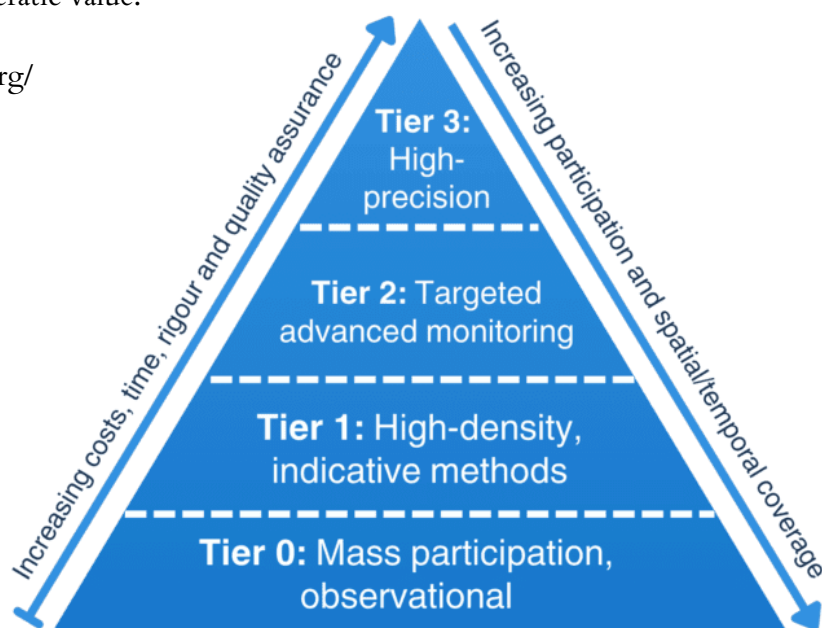 rg/
Increasing costs, time, rigour and quality assurance
Increasing participation and spatial/temporal coverage
Tier 3:
High-
precision
Tier 2: Targeted
advanced monitoring
Tier 1: High-density,
indicative methods
Tier 0: Mass participation,
observational